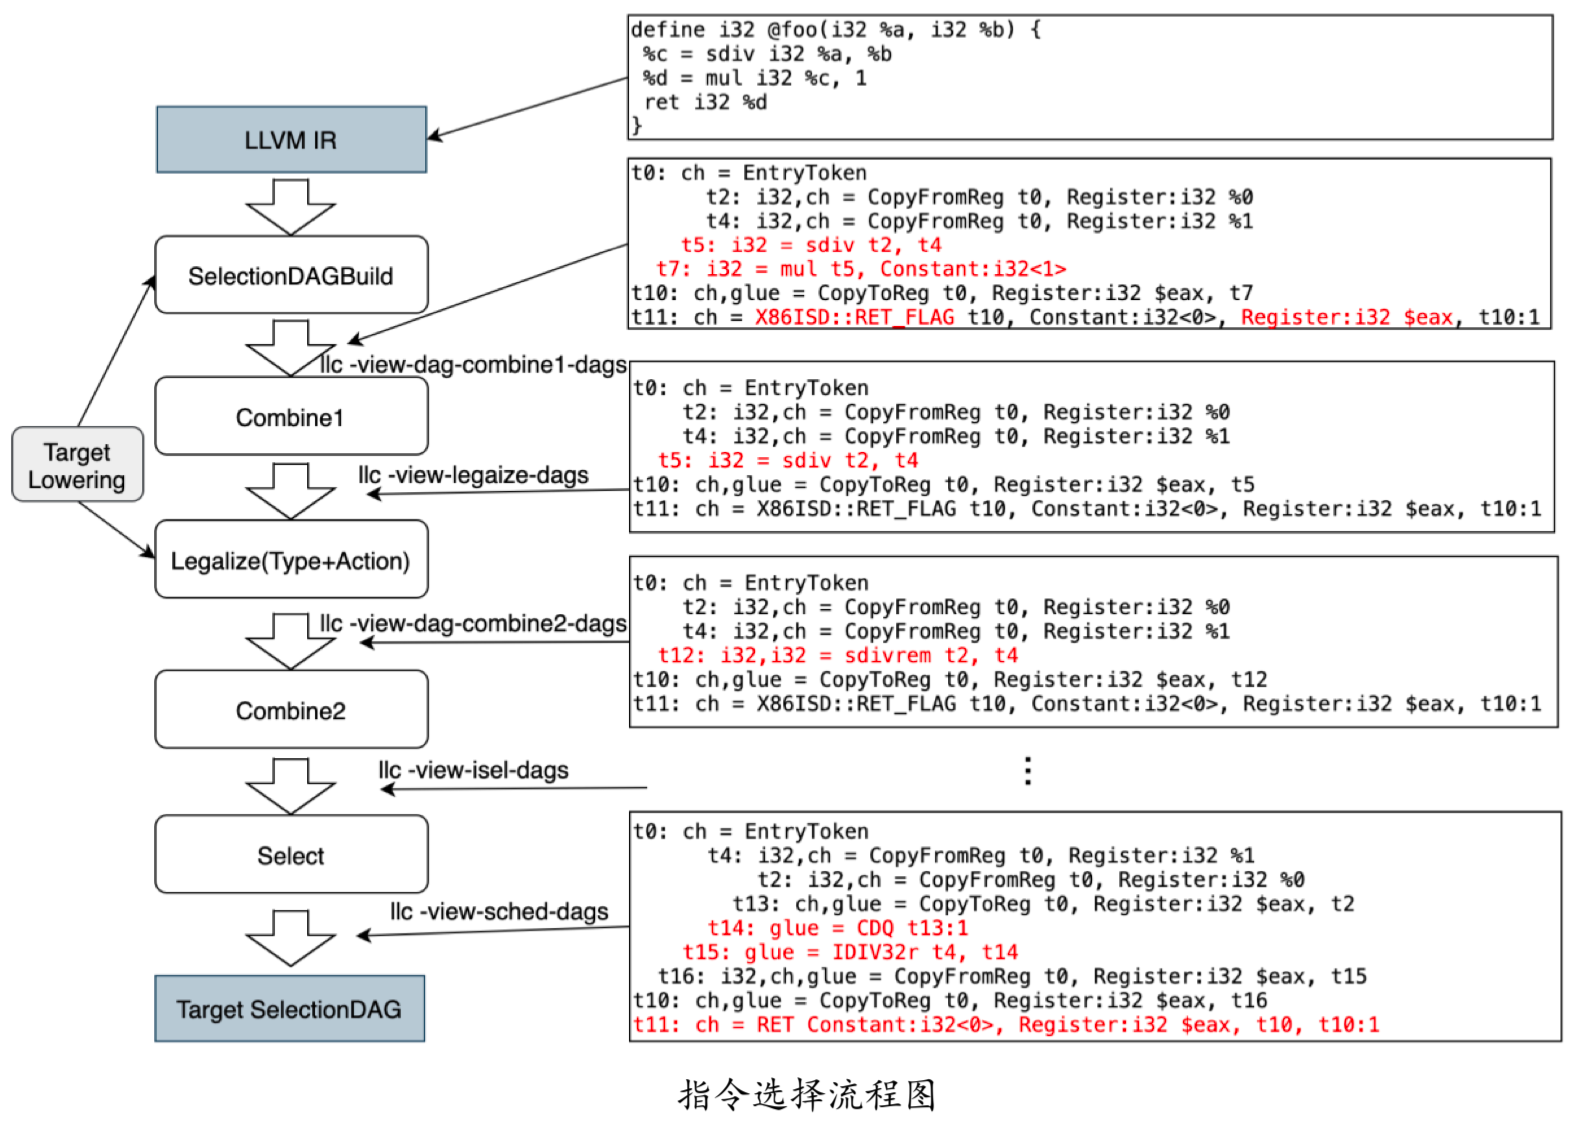 define i32 @foo(i32 %a, i32 %b) {
%c = sdiv i32 %a, %b
%d = mul i32 %c, 1
ret i32 %d
}
LLVM IR
t0: ch = EntryToken
t2: i32,ch = CopyFromReg t0, Register:i32 %0
t4: i32,ch = CopyFromReg t0, Register:i32 %1
t5: i32 = sdiv t2, t4
t7: i32 = mul t5, Constant:i32<1>
t10: ch,glue = CopyToReg t0, Register:i32 $eax, t7
t11: ch = X86ISD::RET_FLAG t10, Constant:i32<0>, Register:i32 $eax, t10:1
SelectionDAGBuild
llc -view-dag-combine1-dags
t0: ch = EntryToken
t2: i32,ch = CopyFromReg t0, Register:i32 %0
t4: i32,ch = CopyFromReg t0, Register:i32 %1
t5: i32 = sdiv t2, t4
t10: ch,glue = CopyToReg t0, Register:i32 $eax, t5
t11: ch = X86ISD::RET_FLAG t10, Constant:i32<0>, Register:i32 $eax, t10:1
Combine1
Target
Lowering
llc -view-legaize-dags
Legalize(Type+Action)
t0: ch = EntryToken
t2: i32,ch = CopyFromReg t0, Register:i32 %0
t4: i32,ch = CopyFromReg t0, Register:i32 %1
t12: i32,i32 = sdivrem t2, t4
t10: ch,glue = CopyToReg t0, Register:i32 $eax, t12
t11: ch = X86ISD::RET_FLAG t10, Constant:i32<0>, Register:i32 $eax, t10:1
llc -view-dag-combine2-dags
Combine2
llc -view-isel-dags
⋮
Select
t0: ch = EntryToken
t4: i32,ch = CopyFromReg t0, Register:i32 %1
t2: i32,ch = CopyFromReg t0, Register:i32 %0
t13: ch,glue = CopyToReg t0, Register:i32 $eax, t2
t14: glue = CDQ t13:1
t15: glue = IDIV32r t4, t14
t16: i32,ch,glue = CopyFromReg t0, Register:i32 $eax, t15
t10: ch,glue = CopyToReg t0, Register:i32 $eax, t16
t11: ch = RET Constant:i32<0>, Register:i32 $eax, t10, t10:1
llc -view-sched-dags
Target SelectionDAG
指令选择流程图